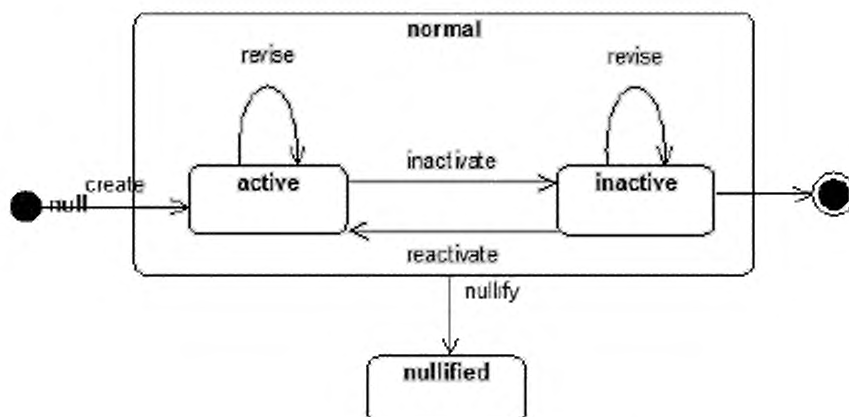 normal
revise
revise
inactivate
active
inactive
create
null
reactivate
nullify
nullified